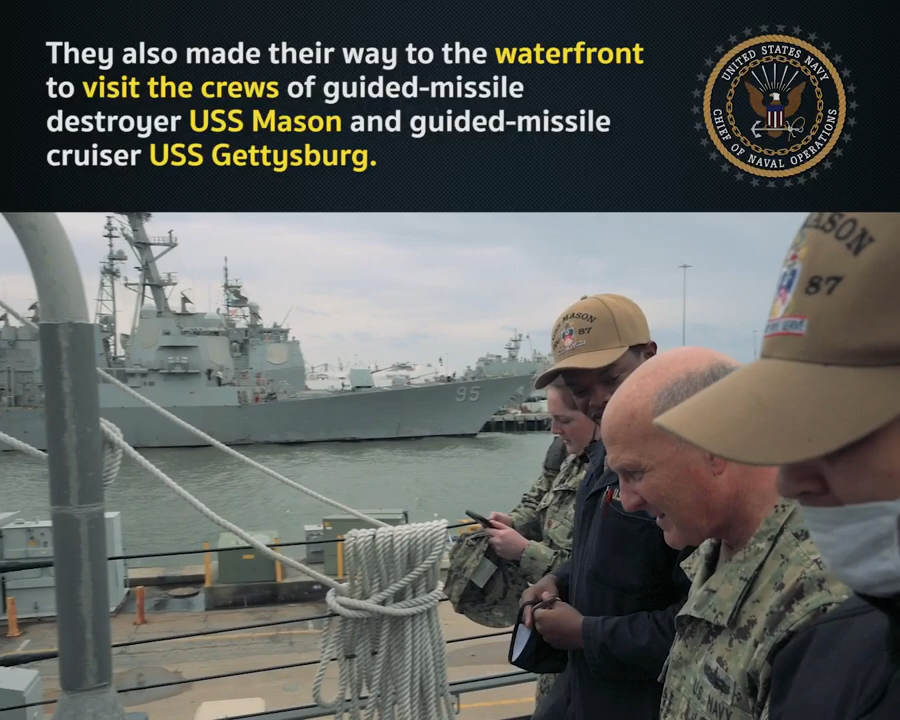 They also made their way to the waterfront
to visit the crews of guided-missile
destroyer USS Mason and guided-missile
cruiser USS Gettysburg.
UNITED STATES NAVY
CHIEF OF NAVAL OPERATIONS
95
MASON
87
MASON
87
U.S. NAVY